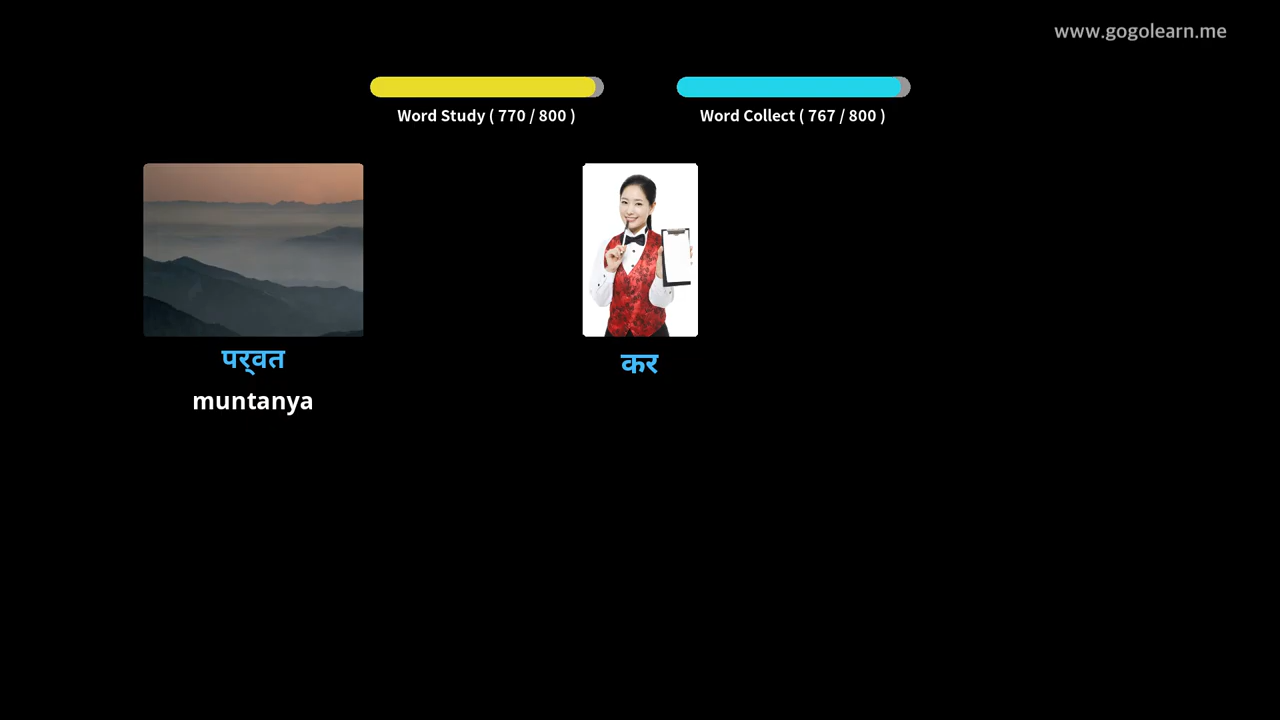 www.gogolearn.me
Word Study ( 770 / 800 )
Word Collect ( 767 / 800 )
पर्‌वत
muntanya
कर